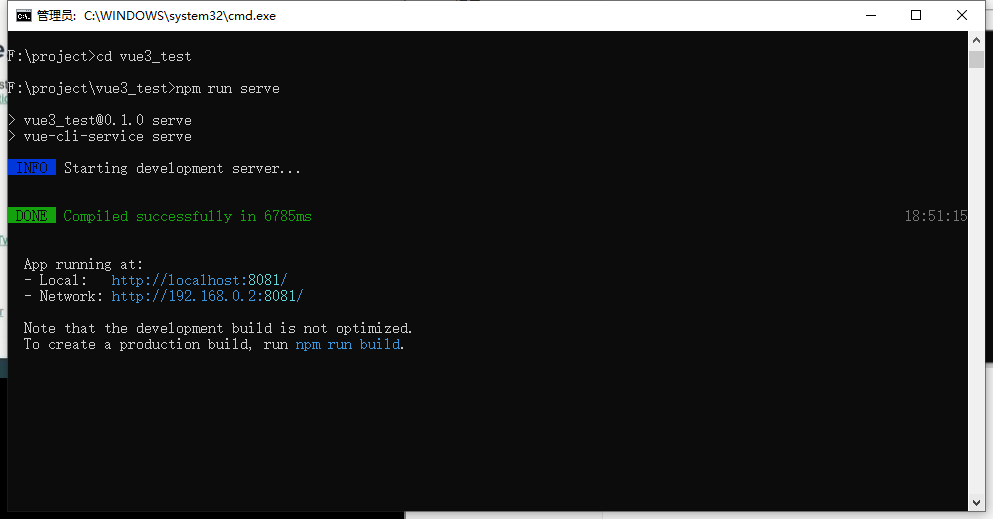 管理员: C:\WINDOWS\system32\cmd.exe
F:\project>cd vue3_test
F:\project\vue3_test>npm run serve
> vue3_test@0.1.0 serve
> vue-cli-service serve
INFO Starting development server...
DONE Compiled successfully in 6785ms 18:51:15
App running at:
- Local: http://localhost:8081/
- Network: http://192.168.0.2:8081/
Note that the development build is not optimized.
To create a production build, run npm run build.